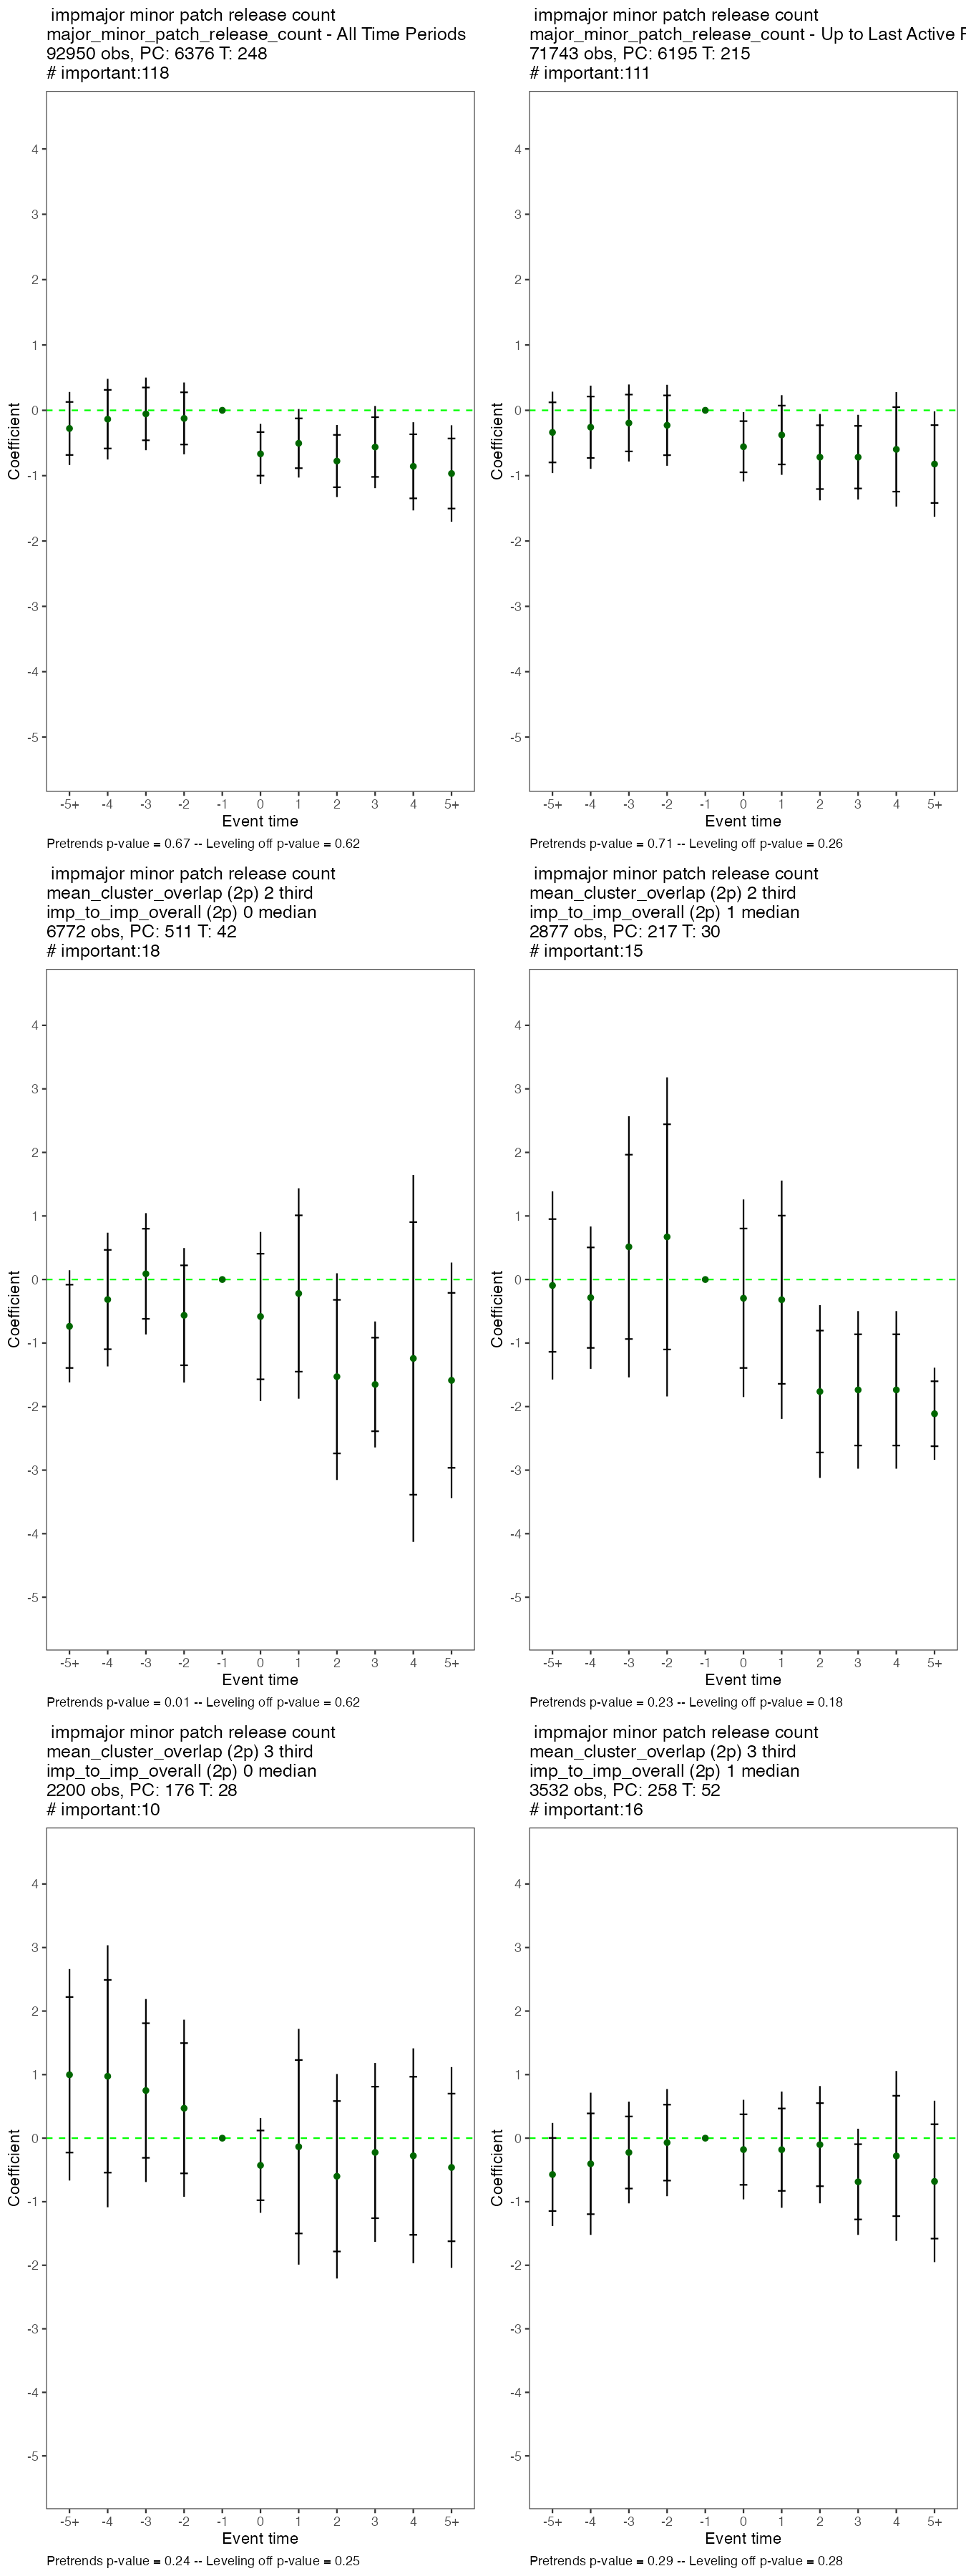 impmajor minor patch release count
major_minor_patch_release_count - All Time Periods
92950 obs, PC: 6376 T: 248
# important:118
4
3
2
1
0
-1
-2
-3
-4
-5
Coefficient
-5+ -4 -3 -2 -1 0 1 2 3 4 5+
Event time
Pretrends p-value = 0.67 -- Leveling off p-value = 0.62
impmajor minor patch release count
major_minor_patch_release_count - Up to Last Active
71743 obs, PC: 6195 T: 215
# important:111
4
3
2
1
0
-1
-2
-3
-4
-5
Coefficient
-5+ -4 -3 -2 -1 0 1 2 3 4 5+
Event time
Pretrends p-value = 0.71 -- Leveling off p-value = 0.26
impmajor minor patch release count
mean_cluster_overlap (2p) 2 third
imp_to_imp_overall (2p) 0 median
6772 obs, PC: 511 T: 42
# important:18
4
3
2
1
0
-1
-2
-3
-4
-5
Coefficient
-5+ -4 -3 -2 -1 0 1 2 3 4 5+
Event time
Pretrends p-value = 0.01 -- Leveling off p-value = 0.62
impmajor minor patch release count
mean_cluster_overlap (2p) 2 third
imp_to_imp_overall (2p) 1 median
2877 obs, PC: 217 T: 30
# important:15
4
3
2
1
0
-1
-2
-3
-4
-5
Coefficient
-5+ -4 -3 -2 -1 0 1 2 3 4 5+
Event time
Pretrends p-value = 0.23 -- Leveling off p-value = 0.18
impmajor minor patch release count
mean_cluster_overlap (2p) 3 third
imp_to_imp_overall (2p) 0 median
2200 obs, PC: 176 T: 28
# important:10
4
3
2
1
0
-1
-2
-3
-4
-5
Coefficient
-5+ -4 -3 -2 -1 0 1 2 3 4 5+
Event time
Pretrends p-value = 0.24 -- Leveling off p-value = 0.25
impmajor minor patch release count
mean_cluster_overlap (2p) 3 third
imp_to_imp_overall (2p) 1 median
3532 obs, PC: 258 T: 52
# important:16
4
3
2
1
0
-1
-2
-3
-4
-5
Coefficient
-5+ -4 -3 -2 -1 0 1 2 3 4 5+
Event time
Pretrends p-value = 0.29 -- Leveling off p-value = 0.28